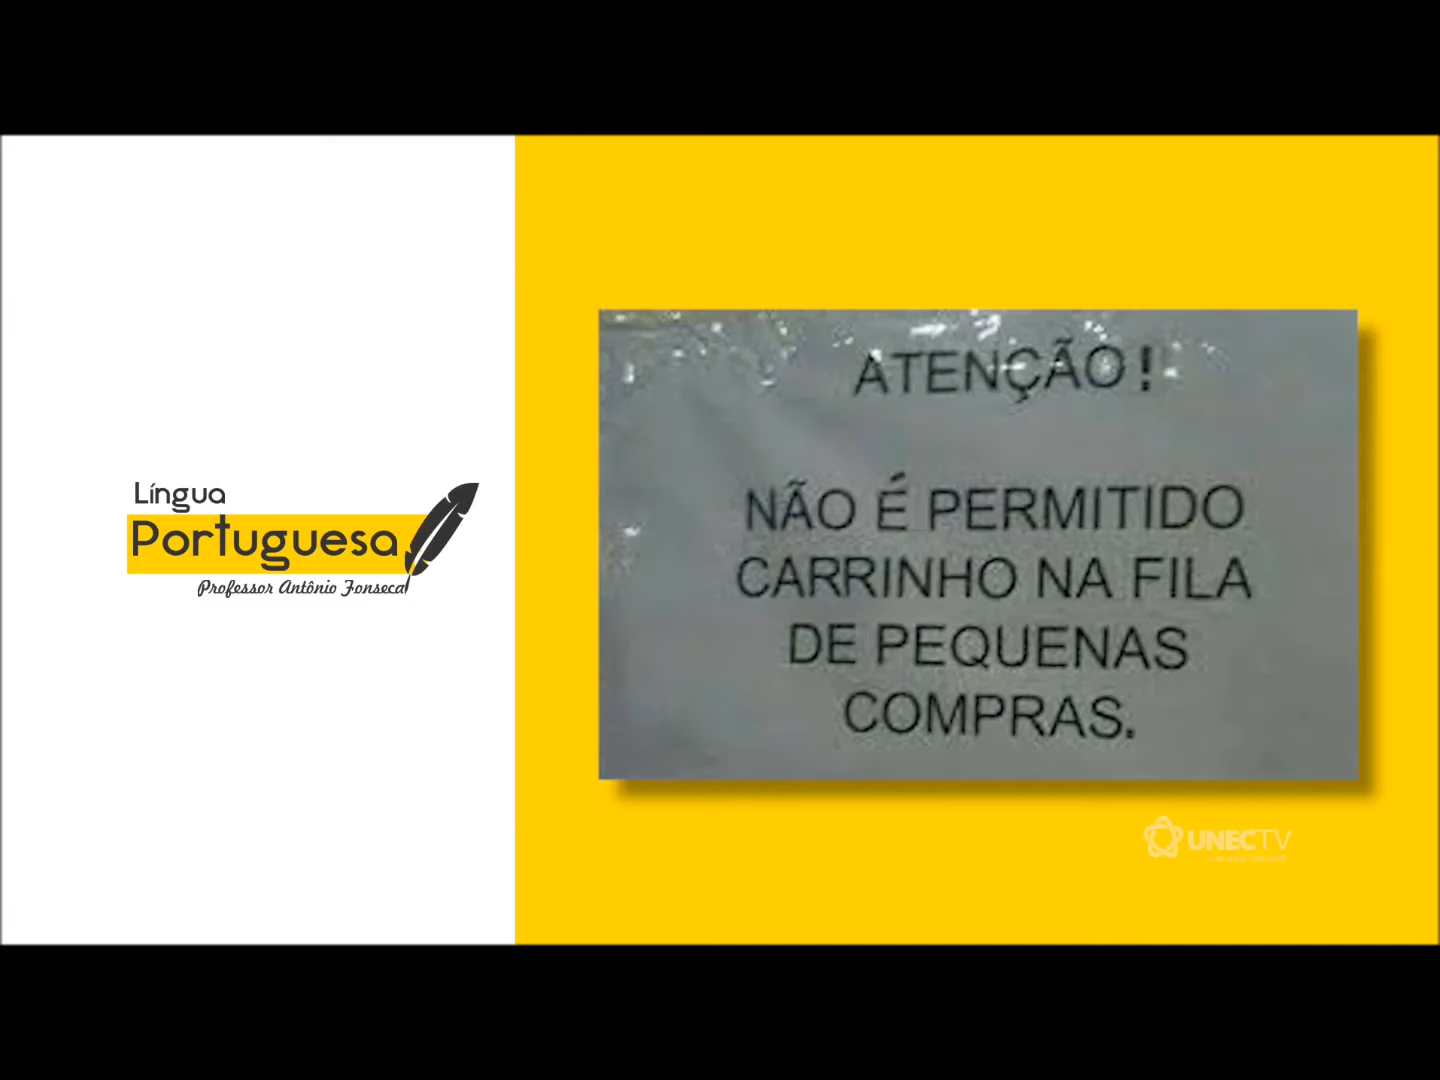 Língua
Portuguesa
Professor Antônio Fonseca
ATENÇÃO!
NÃO É PERMITIDO
CARRINHO NA FILA
DE PEQUENAS
COMPRAS.
UNECTV